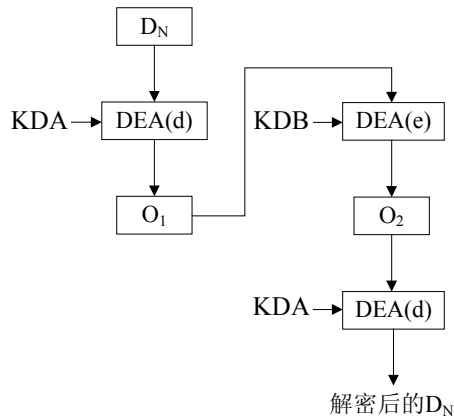 D_N
KDA
DEA(d)
O_1
KDB
DEA(e)
O_2
KDA
DEA(d)
解密后的D_N